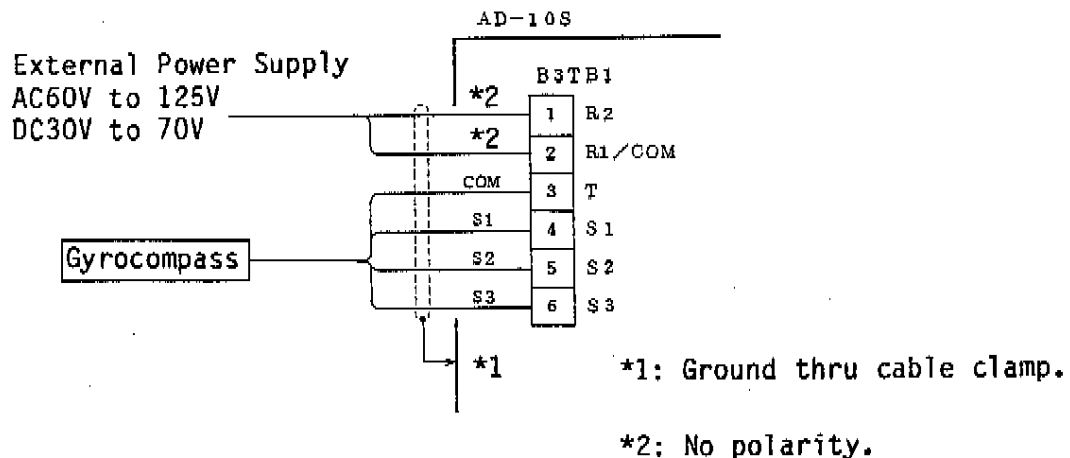 AD-10S
External Power Supply
AC60V to 125V
DC30V to 70V
B3TB1
*2
1 R2
*2
2 R1/COM
COM
3 T
S1
4 S1
Gyrocompass
S2
5 S2
S3
6 S3
*1
*1: Ground thru cable clamp.
*2: No polarity.